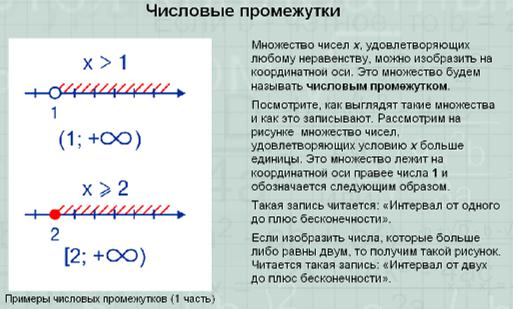 Числовые промежутки
x > 1
1
(1; +∞)
x ⩾ 2
2
[2; +∞)
Примеры числовых промежутков (1 часть)
Множество чисел x, удовлетворяющих
любому неравенству, можно изобразить на
координатной оси. Это множество будем
называть числовым промежутком.
Посмотрите, как выглядят такие множества
и как это записывают. Рассмотрим на
рисунке множество чисел,
удовлетворяющих условию x больше
единицы. Это множество лежит на
координатной оси правее числа 1 и
обозначается следующим образом.
Такая запись читается: «Интервал от одного
до плюс бесконечности».
Если изобразить числа, которые больше
либо равны двум, то получим такой рисунок.
Читается такая запись: «Интервал от двух
до плюс бесконечности».